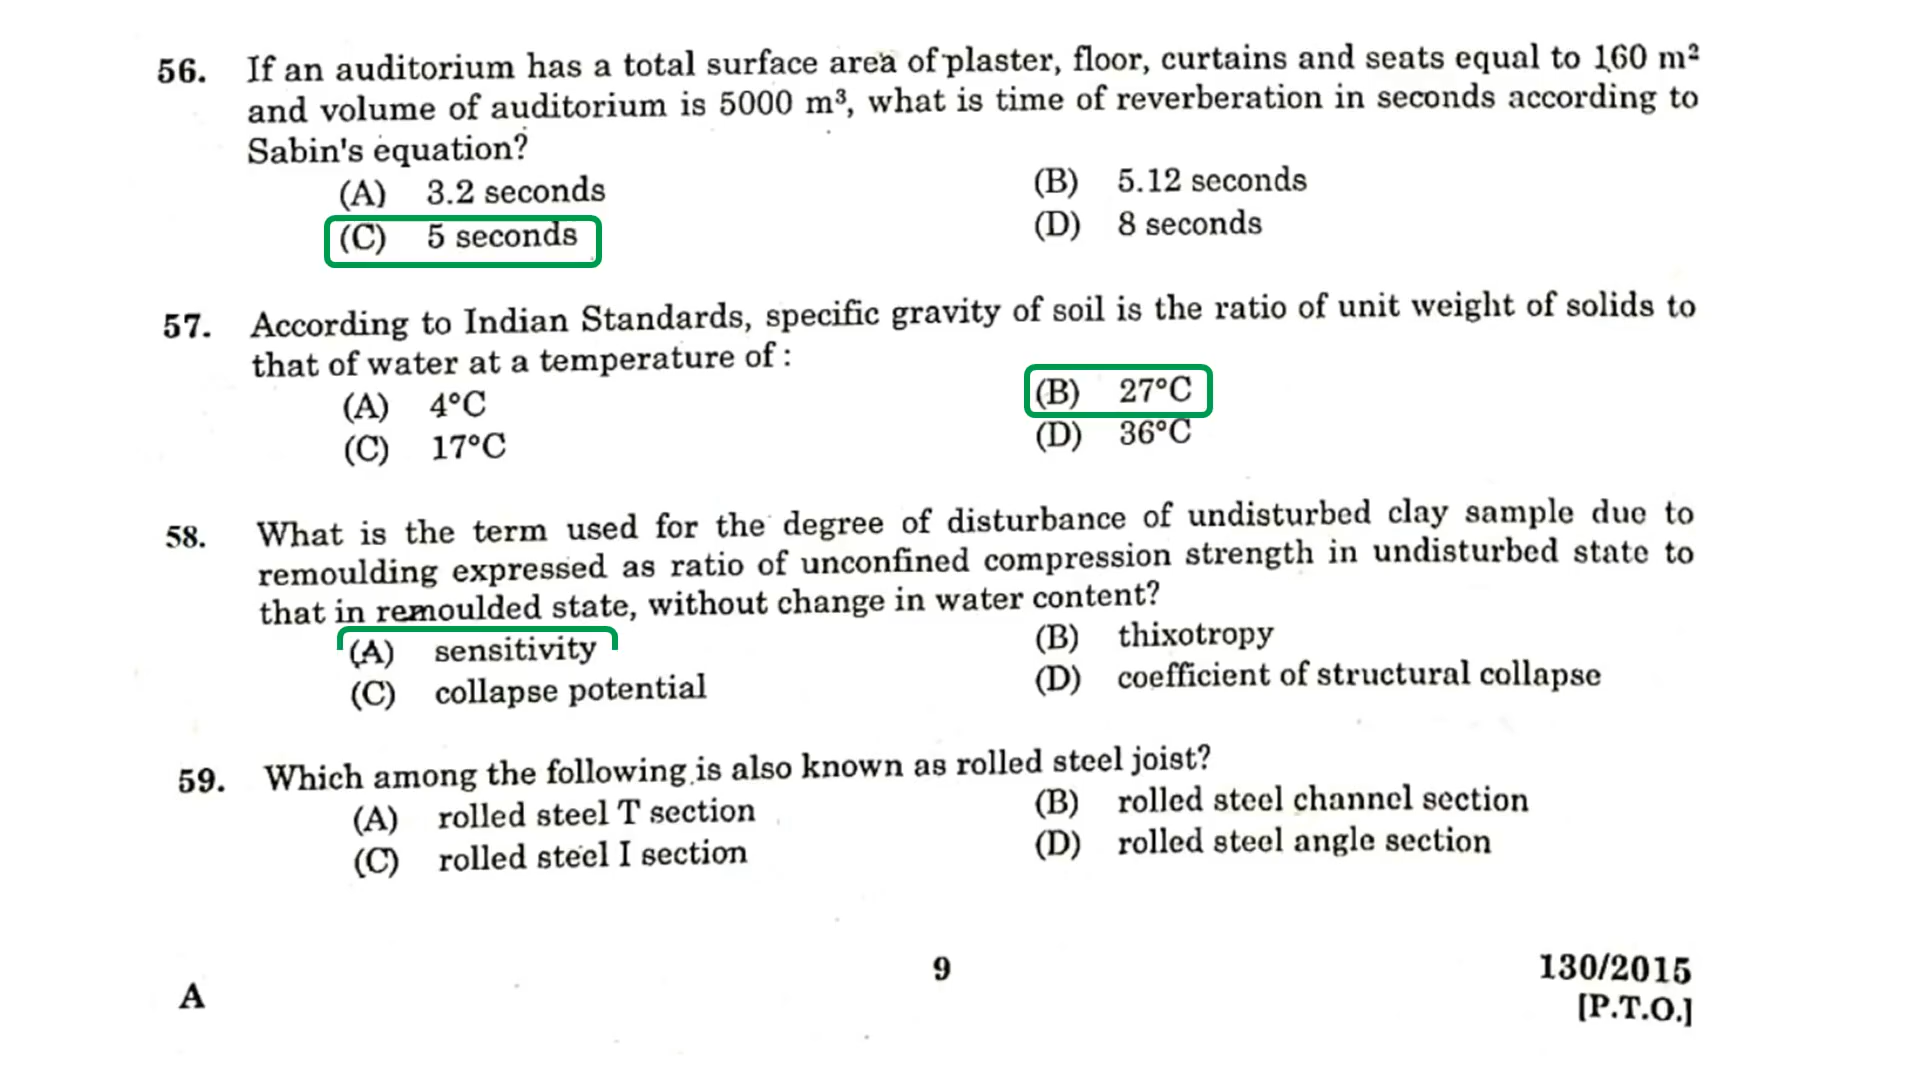 56. If an auditorium has a total surface area of plaster, floor, curtains and seats equal to 160 m²
and volume of auditorium is 5000 m³, what is time of reverberation in seconds according to
Sabin's equation?
(A) 3.2 seconds (B) 5.12 seconds
(C) 5 seconds (D) 8 seconds
57. According to Indian Standards, specific gravity of soil is the ratio of unit weight of solids to
that of water at a temperature of :
(A) 4°C (B) 27°C
(C) 17°C (D) 36°C
58. What is the term used for the degree of disturbance of undisturbed clay sample due to
remoulding expressed as ratio of unconfined compression strength in undisturbed state to
that in remoulded state, without change in water content?
(A) sensitivity (B) thixotropy
(C) collapse potential (D) coefficient of structural collapse
59. Which among the following is also known as rolled steel joist?
(A) rolled steel T section (B) rolled steel channel section
(C) rolled steel I section (D) rolled steel angle section
A 9 130/2015
[P.T.O.]